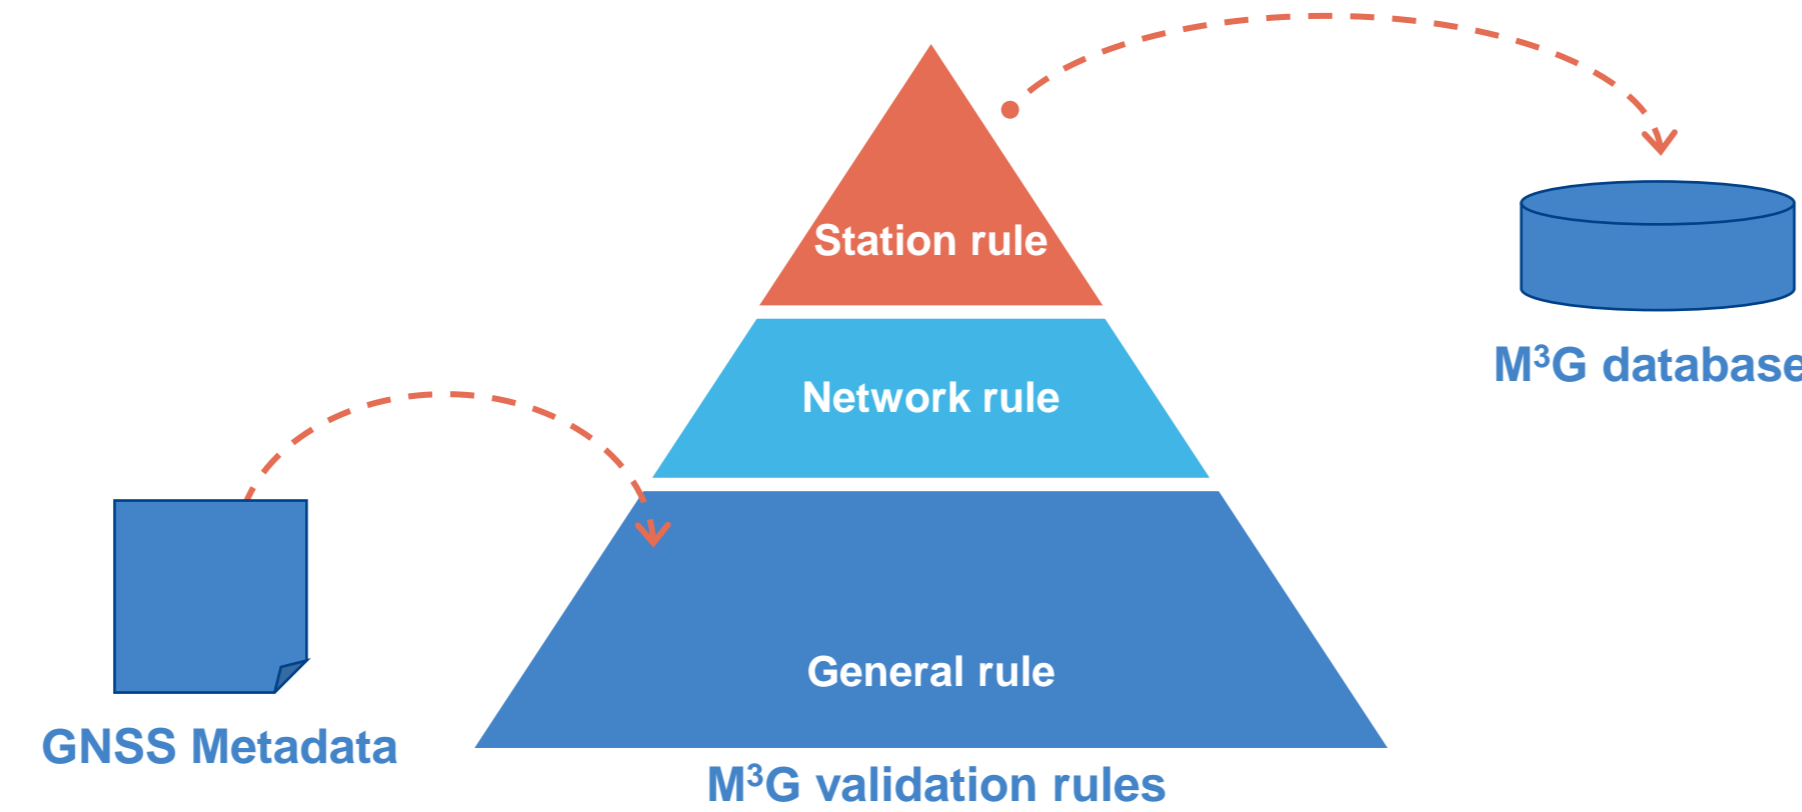 Station rule
Network rule
General rule
GNSS Metadata
M³G validation rules
M³G database